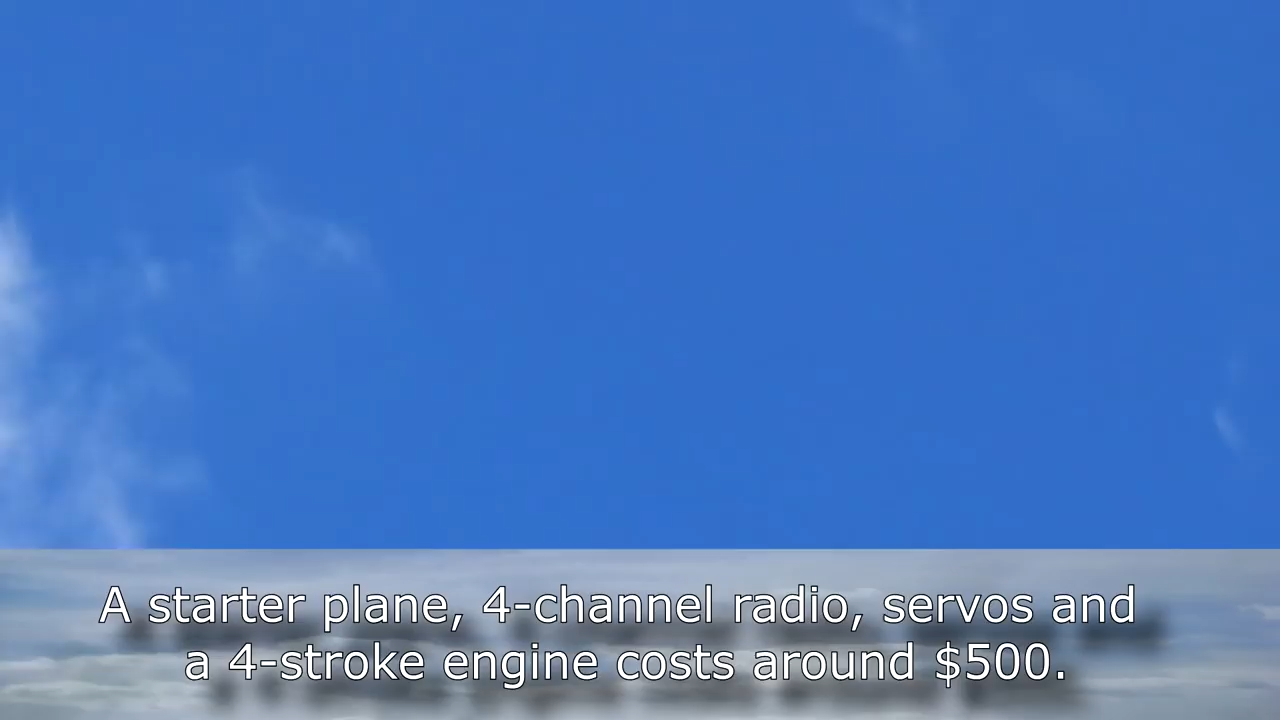 A starter plane, 4-channel radio, servos and
a 4-stroke engine costs around $500.